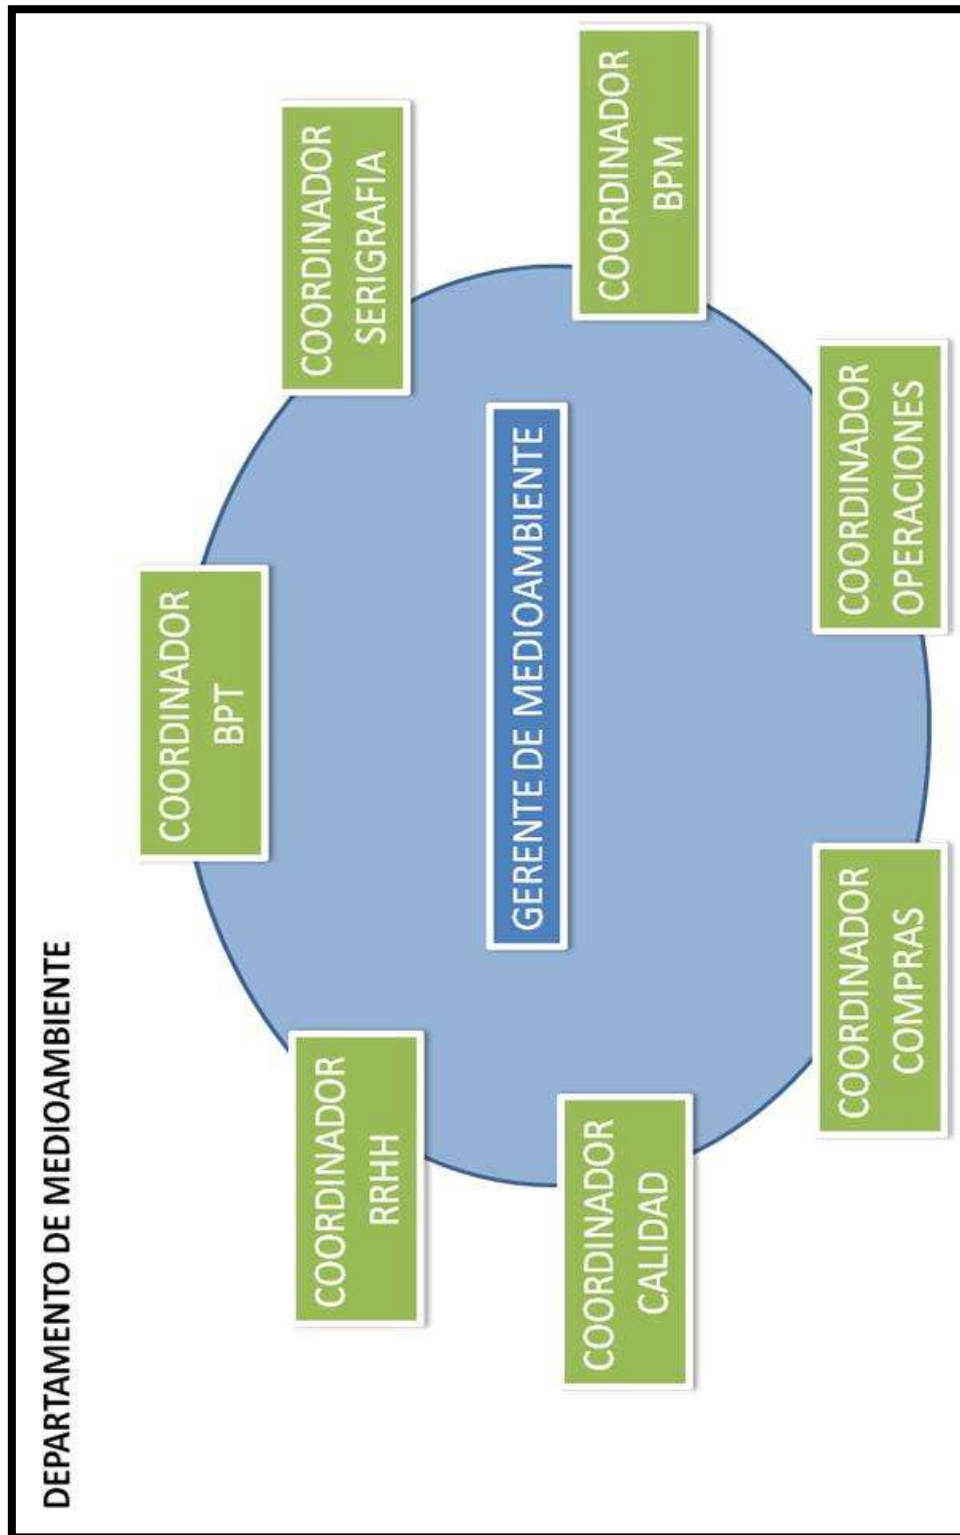 DEPARTAMENTO DE MEDIOAMBIENTE
COORDINADOR
BPT
COORDINADOR
RRHH
COORDINADOR
SERIGRAFIA
GERENTE DE MEDIOAMBIENTE
COORDINADOR
CALIDAD
COORDINADOR
BPM
COORDINADOR
COMPRAS
COORDINADOR
OPERACIONES